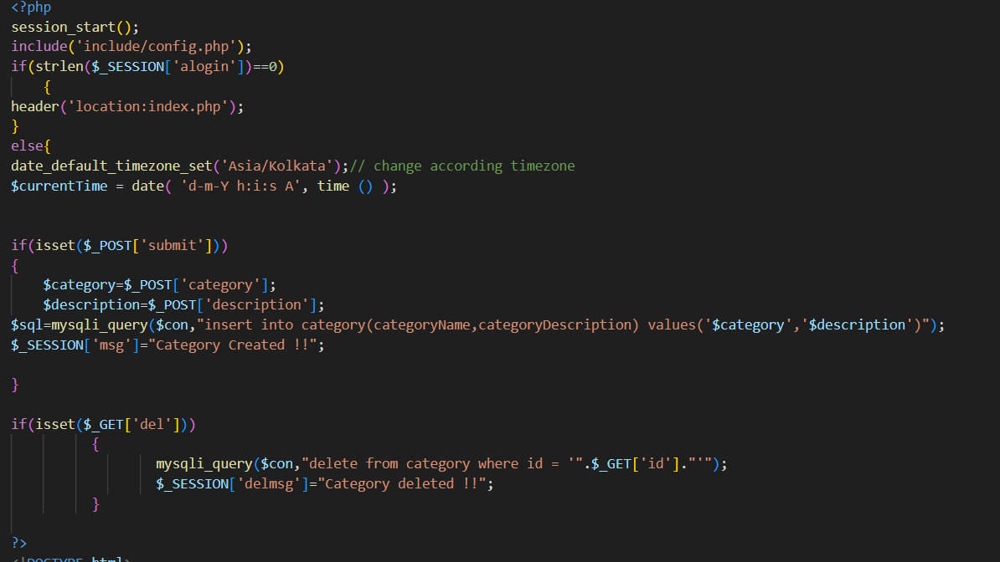 <?php
session_start();
include('include/config.php');
if(strlen($_SESSION['alogin'])==0)
{
header('location:index.php');
}
else{
date_default_timezone_set('Asia/Kolkata');// change according timezone
$currentTime = date( 'd-m-Y h:i:s A', time () );
if(isset($_POST['submit']))
{
$category=$_POST['category'];
$description=$_POST['description'];
$sql=mysqli_query($con,"insert into category(categoryName,categoryDescription) values('$category','$description')");
$_SESSION['msg']="Category Created !!";
}
if(isset($_GET['del']))
{
mysqli_query($con,"delete from category where id = '".$_GET['id']."'");
$_SESSION['delmsg']="Category deleted !!";
}
?>
<!DOCTYPE html>